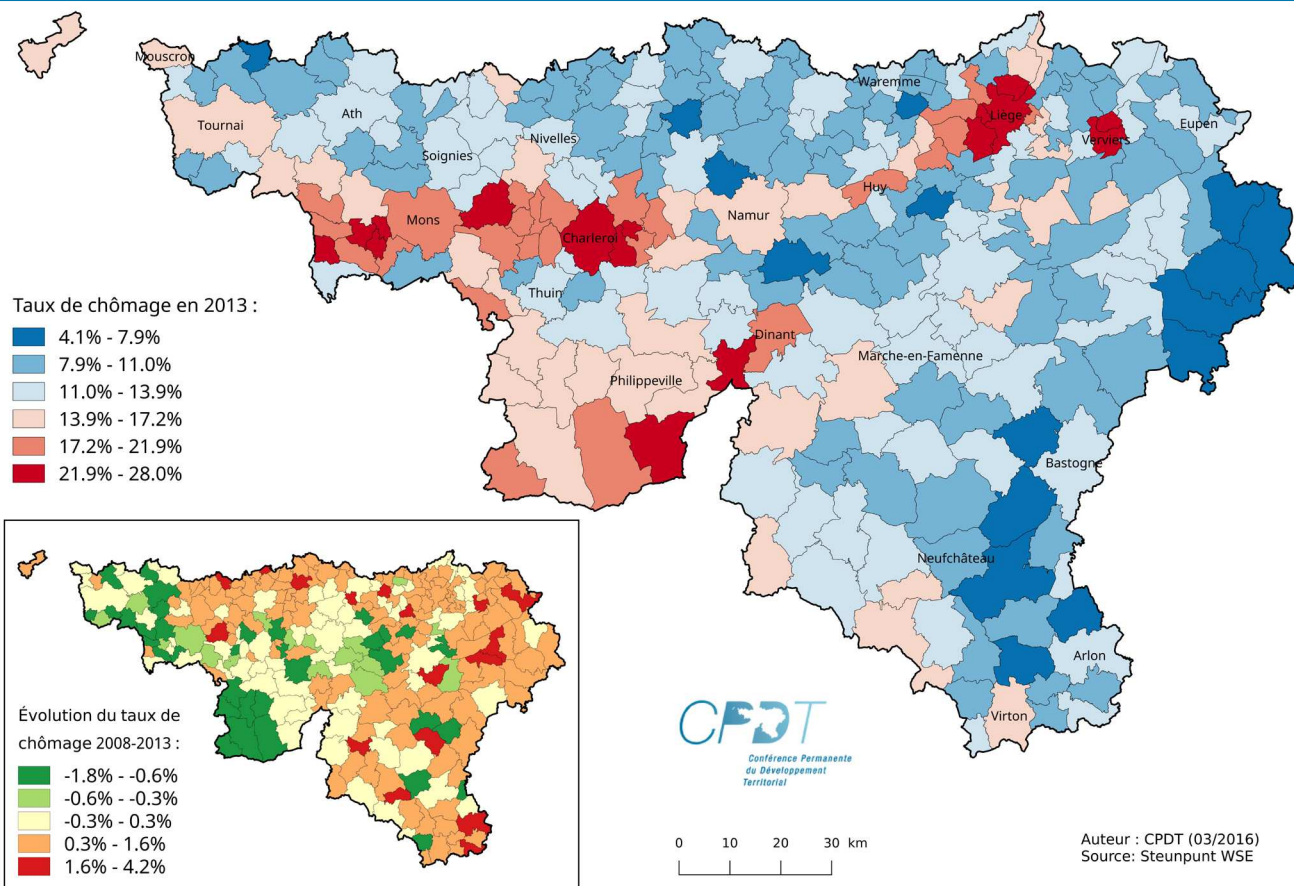 Mouscron
Tournai
Ath
Soignies
Nivelles
Waremme
Liège
Verviers
Eupen
Mons
Charleroi
Namur
Huy
Thuin
Dinant
Philippeville
Marche-en-Famenne
Bastogne
Neufchâteau
Arlon
Virton
Taux de chômage en 2013 :
4.1% - 7.9%
7.9% - 11.0%
11.0% - 13.9%
13.9% - 17.2%
17.2% - 21.9%
21.9% - 28.0%
Évolution du taux de
chômage 2008-2013 :
-1.8% - -0.6%
-0.6% - -0.3%
-0.3% - 0.3%
0.3% - 1.6%
1.6% - 4.2%
CPDT
Conférence Permanente
du Développement
Territorial
0 10 20 30 km
Auteur : CPDT (03/2016)
Source: Steunpunt WSE